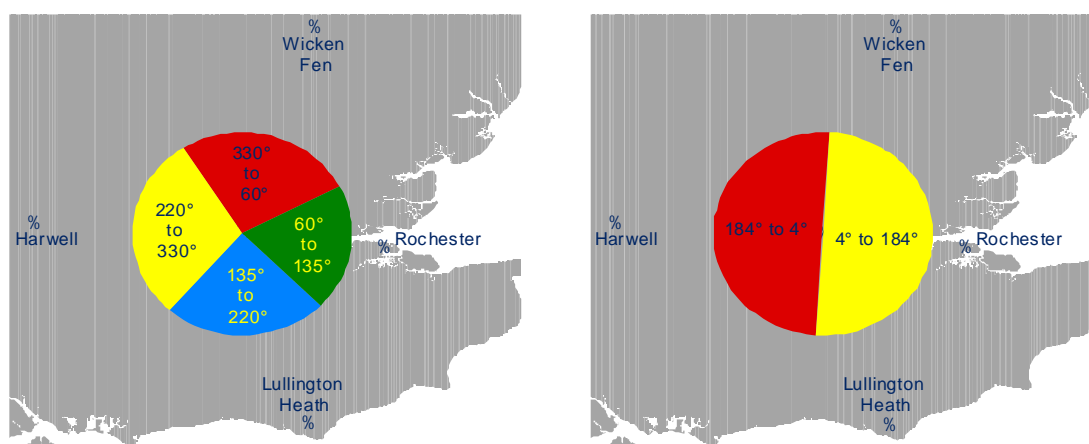 %
Wicken
Fen
330°
to
60°
220°
to
330°
60°
to
135°
135°
to
220°
%
Harwell
Rochester
%
Lullington
Heath
%
%
Wicken
Fen
184° to 4°
4° to 184°
%
Harwell
Rochester
%
Lullington
Heath
%